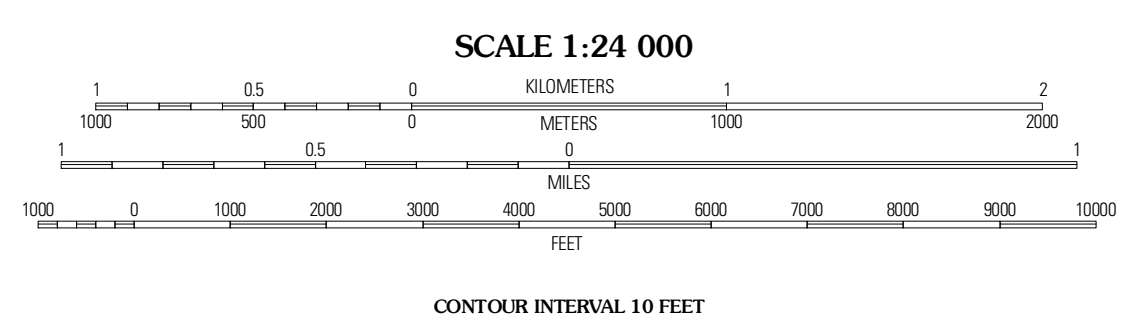 SCALE 1:24 000
1 0.5 0 KILOMETERS 1 2
1000 500 0 METERS 1000 2000
1 0.5 0 1
MILES
1000 0 1000 2000 3000 4000 5000 6000 7000 8000 9000 10000
FEET
CONTOUR INTERVAL 10 FEET